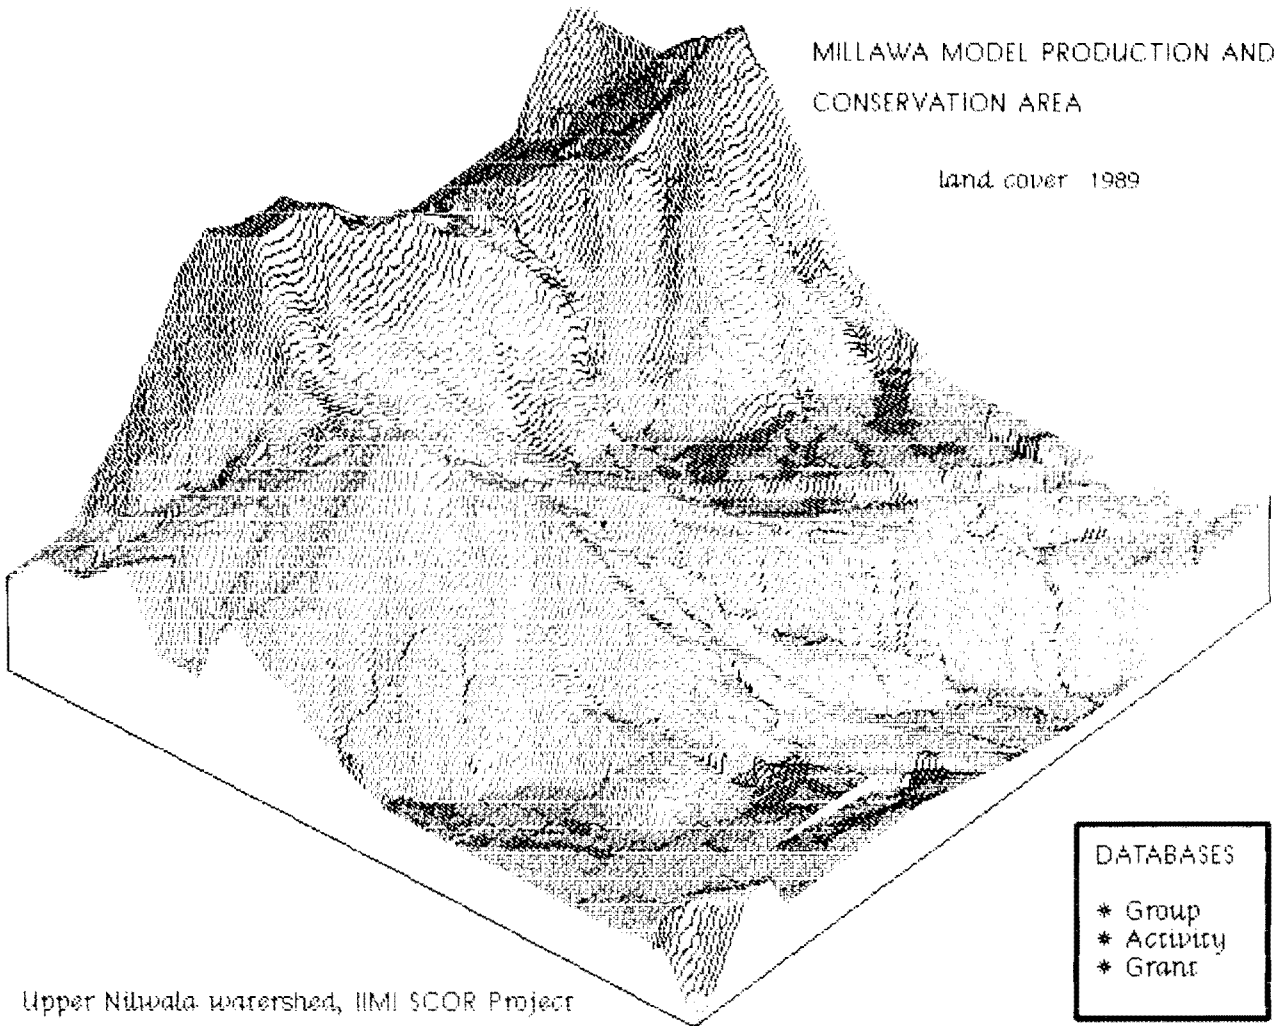 MILLAWA MODEL PRODUCTION AND
CONSERVATION AREA
land cover 1989
DATABASES
* Group
* Activity
* Grant
Upper Nilwala watershed, IIMI SCOR Project